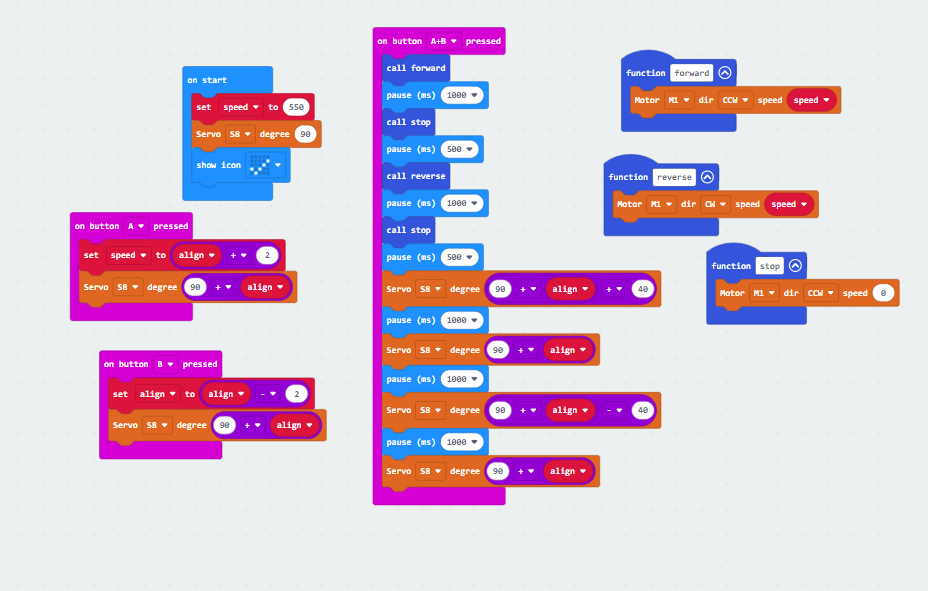 on start
set speed to 550
Servo S8 degree 90
show icon
on button A pressed
set speed to align + 2
Servo S8 degree 90 + align
on button B pressed
set align to align - 2
Servo S8 degree 90 + align
on button A+B pressed
call forward
pause (ms) 1000
call stop
pause (ms) 500
call reverse
pause (ms) 1000
call stop
pause (ms) 500
Servo S8 degree 90 + align + 40
pause (ms) 1000
Servo S8 degree 90 + align
pause (ms) 1000
Servo S8 degree 90 + align - 40
pause (ms) 1000
Servo S8 degree 90 + align
function forward
Motor M1 dir CCW speed speed
function reverse
Motor M1 dir CW speed speed
function stop
Motor M1 dir CCW speed 0